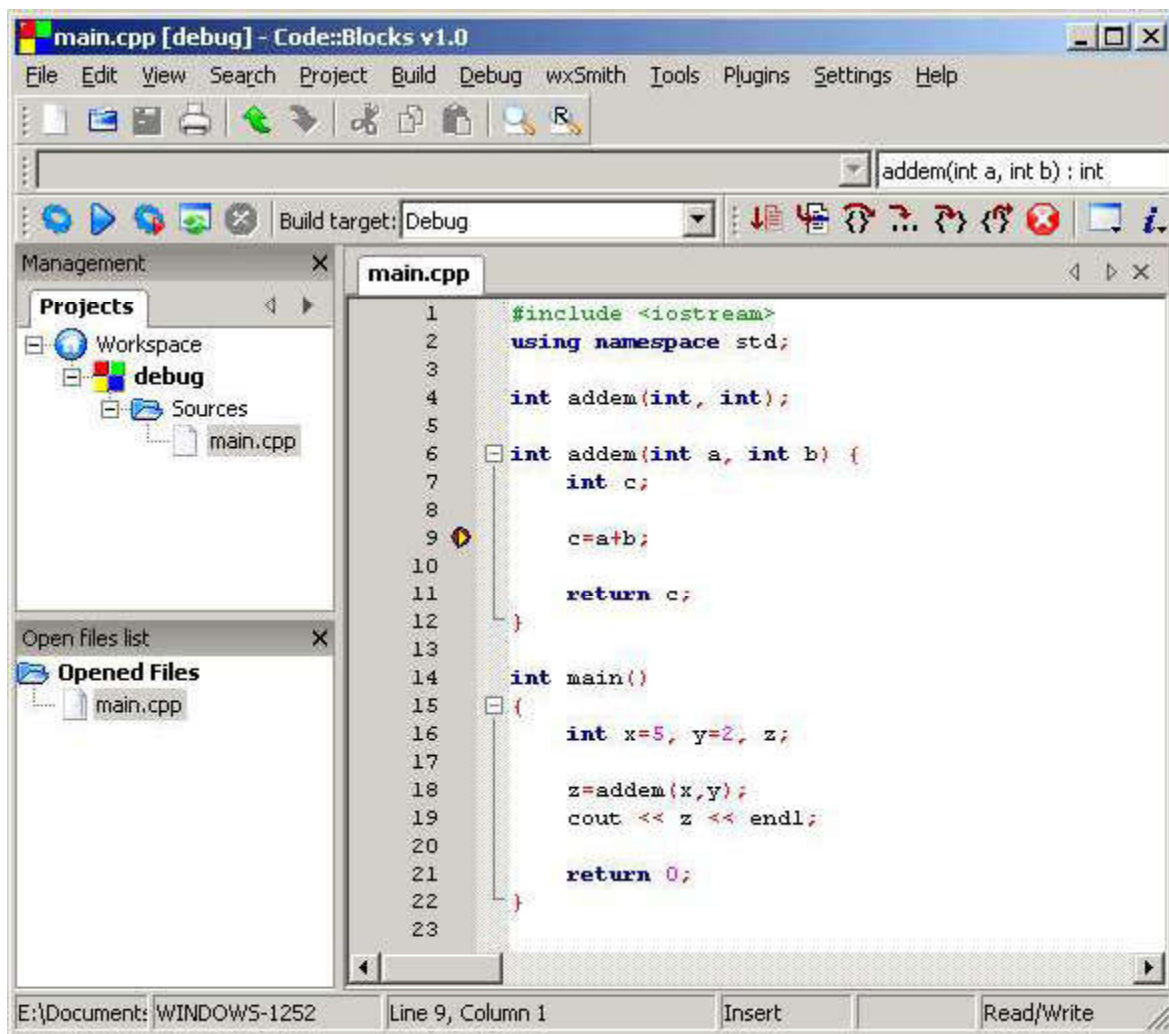 main.cpp [debug] - Code::Blocks v1.0
File Edit View Search Project Build Debug wxSmith Tools Plugins Settings Help
addem(int a, int b) : int
Build target: Debug
Management
Projects
Workspace
debug
Sources
main.cpp
Open files list
Opened Files
main.cpp
main.cpp
1 #include <iostream>
2 using namespace std;
3
4 int addem(int, int);
5
6 int addem(int a, int b) {
7 int c;
8
9 c=a+b;
10
11 return c;
12 }
13
14 int main()
15 {
16 int x=5, y=2, z;
17
18 z=addem(x,y);
19 cout << z << endl;
20
21 return 0;
22 }
23
E:\Document: WINDOWS-1252 Line 9, Column 1 Insert Read/Write